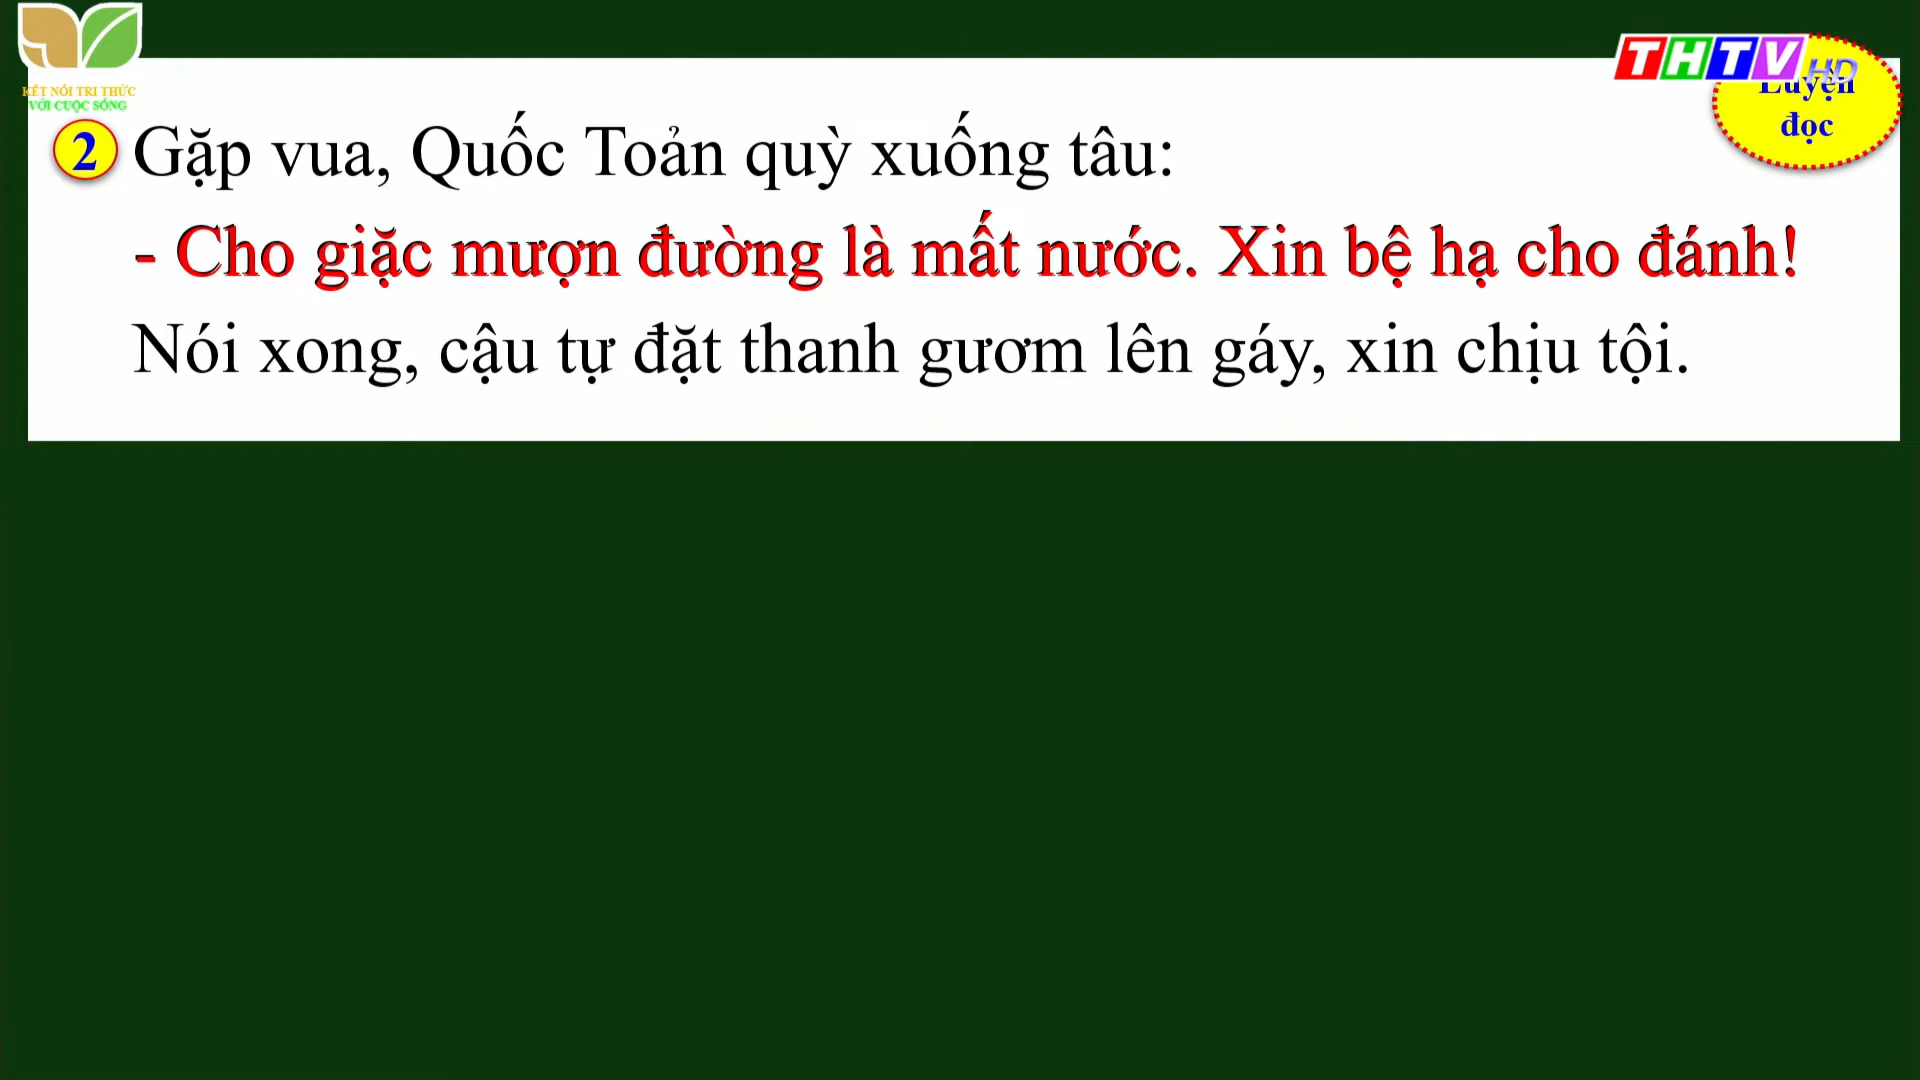 KẾT NỐI TRI THỨC
VỚI CUỘC SỐNG
THTV HD
Luyện
đọc
2 Gặp vua, Quốc Toản quỳ xuống tâu:
- Cho giặc mượn đường là mất nước. Xin bệ hạ cho đánh!
Nói xong, cậu tự đặt thanh gươm lên gáy, xin chịu tội.